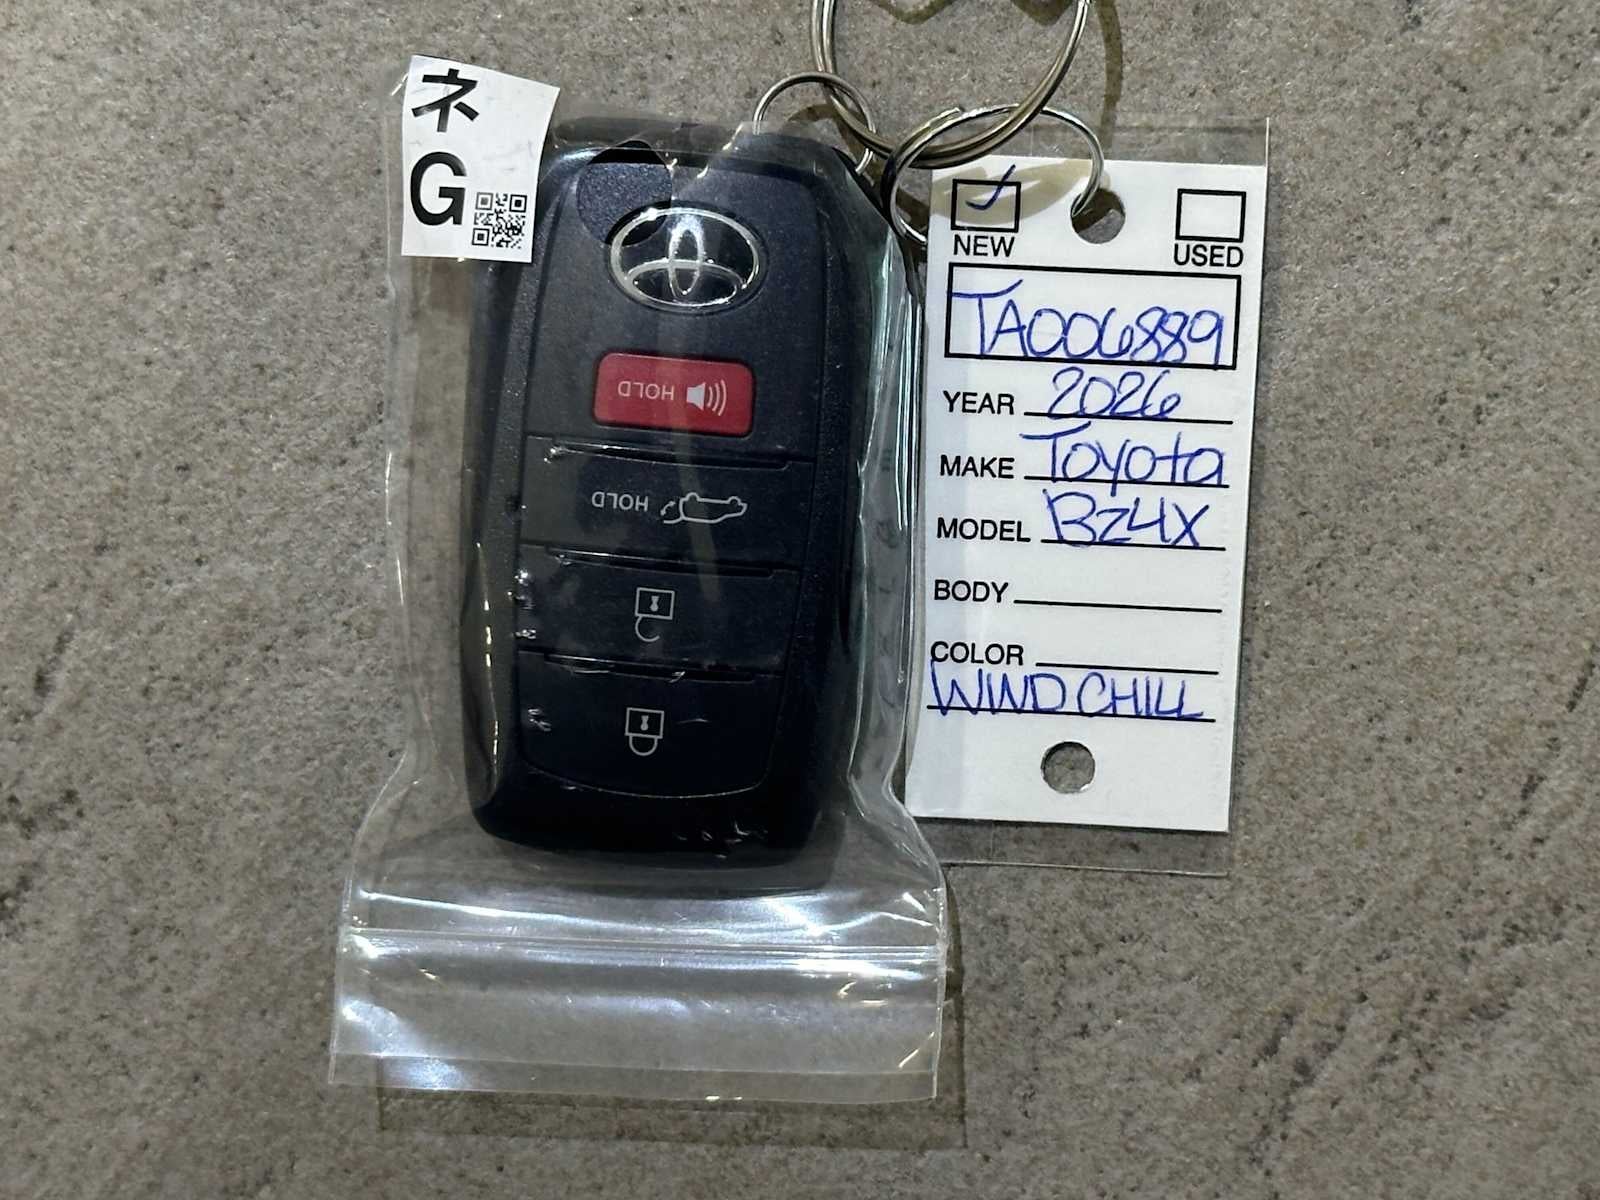 ネ
G
HOLD
HOLD
NEW
USED
TA006889
YEAR 2026
MAKE Toyota
MODEL Bz4X
BODY
COLOR
WIND CHILL